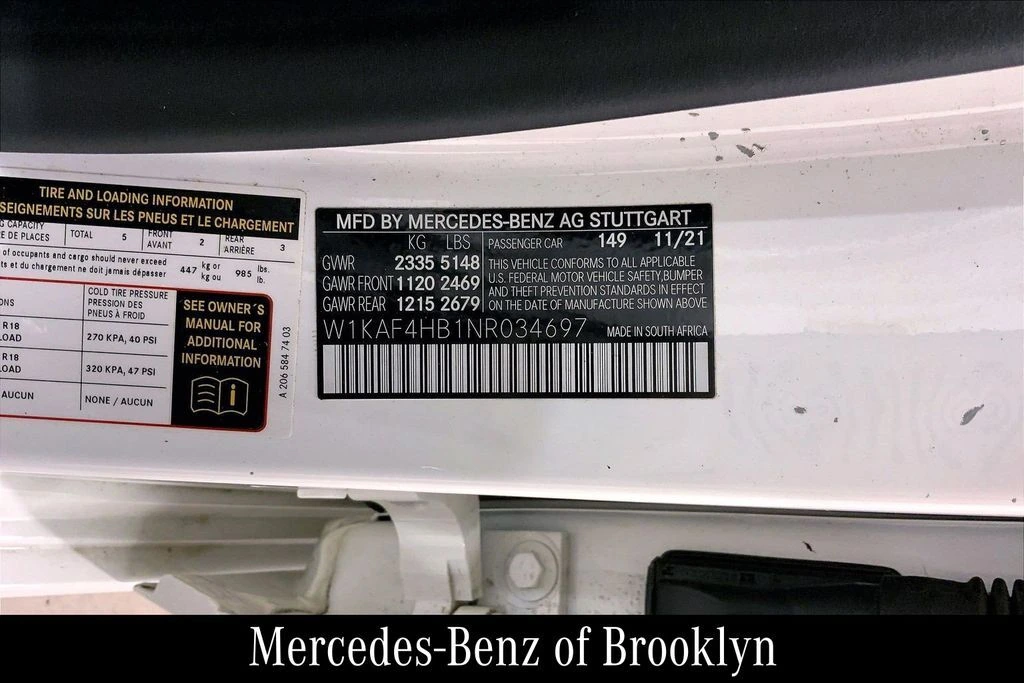 TIRE AND LOADING INFORMATION
SEIGNEMENTS SUR LES PNEUS ET LE CHARGEMENT
CAPACITY
E DE PLACES
TOTAL 5
FRONT
AVANT 2
REAR
ARRIÈRE 3
of occupants and cargo should never exceed
ts et du chargement ne doit jamais dépasser
447 kg or
kg ou
985 lbs.
lb.
COLD TIRE PRESSURE
PRESSION DES
PNEUS À FROID
R18
LOAD
270 KPA, 40 PSI
R18
LOAD
320 KPA, 47 PSI
AUCUN
NONE / AUCUN
SEE OWNER´S
MANUAL FOR
ADDITIONAL
INFORMATION
i
A 206 584 74 03
MFD BY MERCEDES-BENZ AG STUTTGART
KG LBS
GVWR 2335 5148
GAWR FRONT 1120 2469
GAWR REAR 1215 2679
PASSENGER CAR 149 11/21
THIS VEHICLE CONFORMS TO ALL APPLICABLE
U.S. FEDERAL MOTOR VEHICLE SAFETY,BUMPER
AND THEFT PREVENTION STANDARDS IN EFFECT
ON THE DATE OF MANUFACTURE SHOWN ABOVE
W1KAF4HB1NR034697 MADE IN SOUTH AFRICA
Mercedes-Benz of Brooklyn